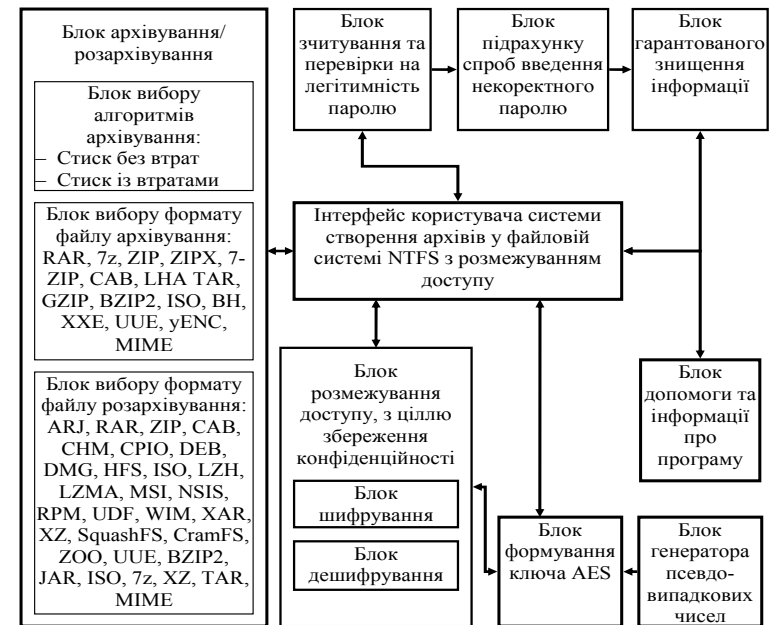 Блок архівування/
розархівування
Блок вибору
алгоритмів
архівування:
– Стиск без втрат
– Стиск із втратами
Блок вибору формату
файлу архівування:
RAR, 7z, ZIP, ZIPX, 7-
ZIP, CAB, LHA TAR,
GZIP, BZIP2, ISO, BH,
XXE, UUE, yENC,
MIME
Блок вибору формату
файлу розархівування:
ARJ, RAR, ZIP, CAB,
CHM, CPIO, DEB,
DMG, HFS, ISO, LZH,
LZMA, MSI, NSIS,
RPM, UDF, WIM, XAR,
XZ, SquashFS, CramFS,
ZOO, UUE, BZIP2,
JAR, ISO, 7z, XZ, TAR,
MIME
Блок
зчитування та
перевірки на
легітимність
паролю
Блок
підрахунку
спроб введення
некоректного
паролю
Блок
гарантованого
знищення
інформації
Інтерфейс користувача системи
створення архівів у файловій
системі NTFS з розмежуванням
доступу
Блок
розмежування
доступу, з ціллю
збереження
конфіденційності
Блок
шифрування
Блок
дешифрування
Блок
допомоги та
інформації
про
програму
Блок
формування
ключа AES
Блок
генератора
псевдо-
випадкових
чисел